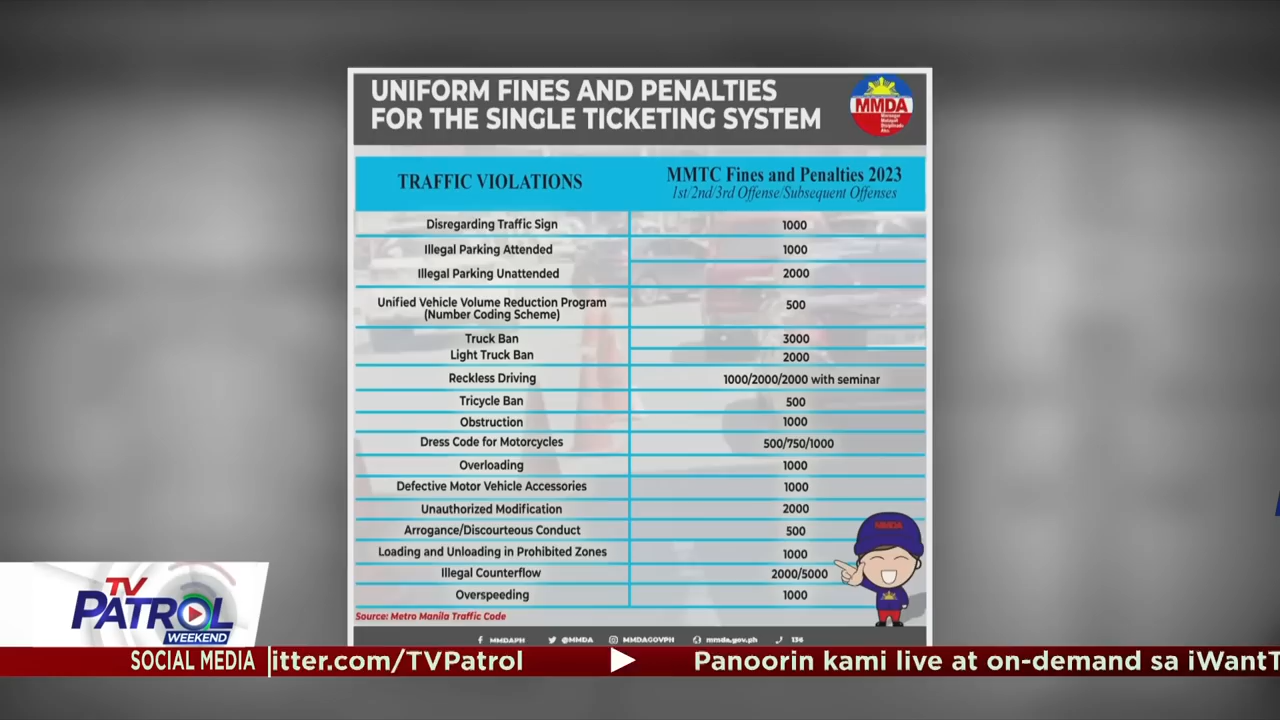 UNIFORM FINES AND PENALTIES
FOR THE SINGLE TICKETING SYSTEM
MMDA
TRAFFIC VIOLATIONS
MMTC Fines and Penalties 2023
1st/2nd/3rd Offense/Subsequent Offenses
Disregarding Traffic Sign 1000
Illegal Parking Attended 1000
Illegal Parking Unattended 2000
Unified Vehicle Volume Reduction Program
(Number Coding Scheme) 500
Truck Ban 3000
Light Truck Ban 2000
Reckless Driving 1000/2000/2000 with seminar
Tricycle Ban 500
Obstruction 1000
Dress Code for Motorcycles 500/750/1000
Overloading 1000
Defective Motor Vehicle Accessories 1000
Unauthorized Modification 2000
Arrogance/Discourteous Conduct 500
Loading and Unloading in Prohibited Zones 1000
Illegal Counterflow 2000/5000
Overspeeding 1000
MMDA
Source: Metro Manila Traffic Code
MMDAPH @MMDA MMDAGOVPH mmda.gov.ph 136
TV
PATROL
WEEKEND
SOCIAL MEDIA itter.com/TVPatrol Panoorin kami live at on-demand sa iWantT